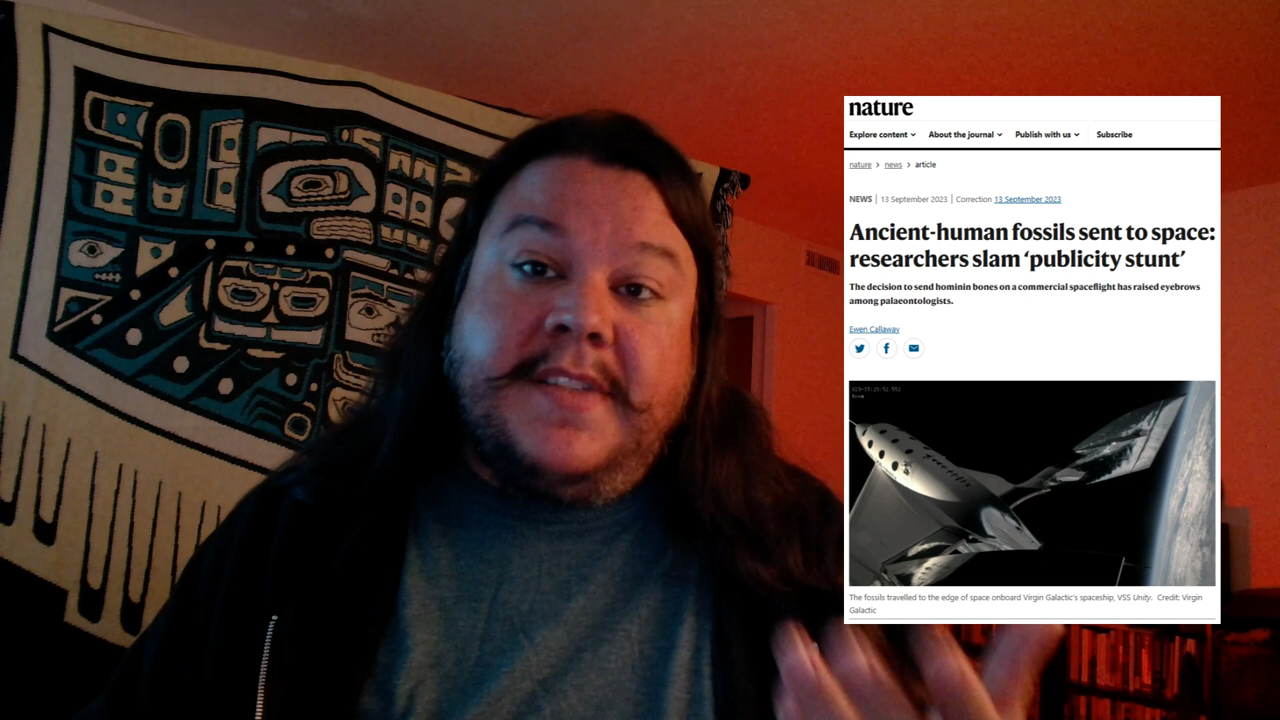 nature
Explore content
About the journal
Publish with us
Subscribe
nature > news > article
NEWS | 13 September 2023 | Correction 13 September 2023
Ancient-human fossils sent to space:
researchers slam ‘publicity stunt’
The decision to send hominin bones on a commercial spaceflight has raised eyebrows
among palaeontologists.
Ewen Callaway
The fossils travelled to the edge of space onboard Virgin Galactic's spaceship, VSS Unity. Credit: Virgin
Galactic